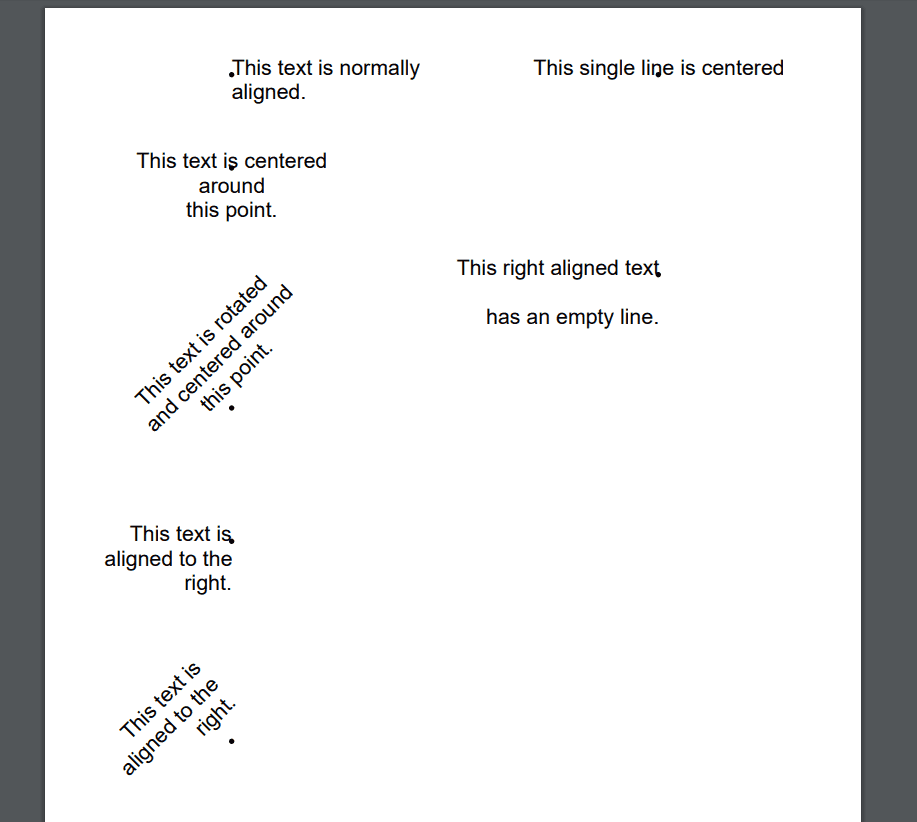 This text is normally
aligned.
This single line is centered
This text is centered
around
this point.
This right aligned text
has an empty line.
This text is rotated
and centered around
this point.
This text is
aligned to the
right.
This text is
aligned to the
right.